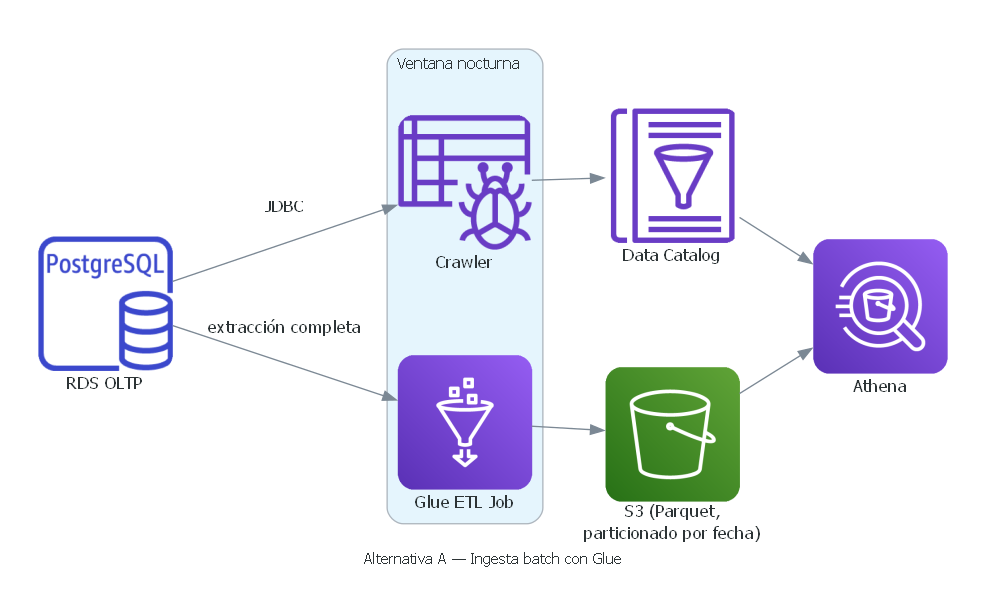 Ventana nocturna
JDBC
Crawler
Data Catalog
PostgreSQL
RDS OLTP
extracción completa
Athena
Glue ETL Job
S3 (Parquet,
particionado por fecha)
Alternativa A — Ingesta batch con Glue